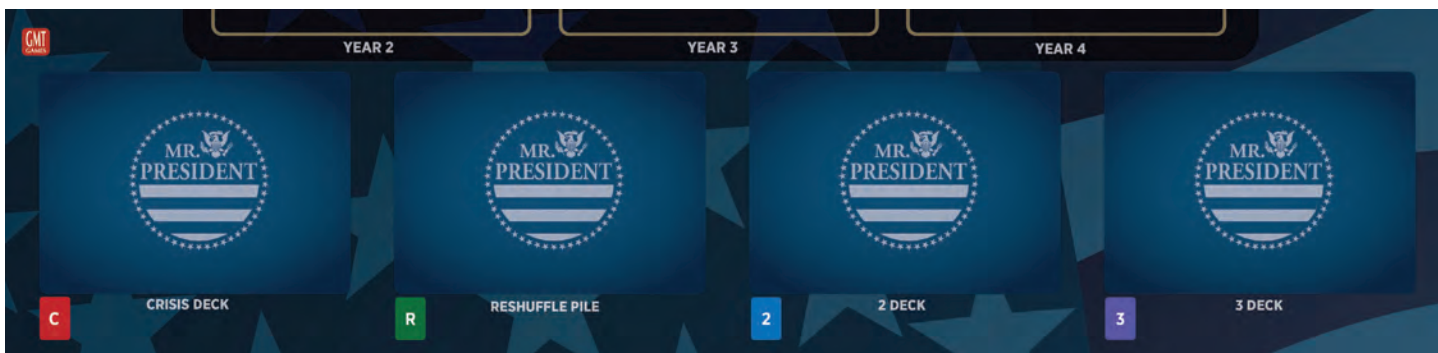 GMT
GAMES
YEAR 2
YEAR 3
YEAR 4
MR.
PRESIDENT
MR.
PRESIDENT
MR.
PRESIDENT
MR.
PRESIDENT
C
CRISIS DECK
R
RESHUFFLE PILE
2
2 DECK
3
3 DECK